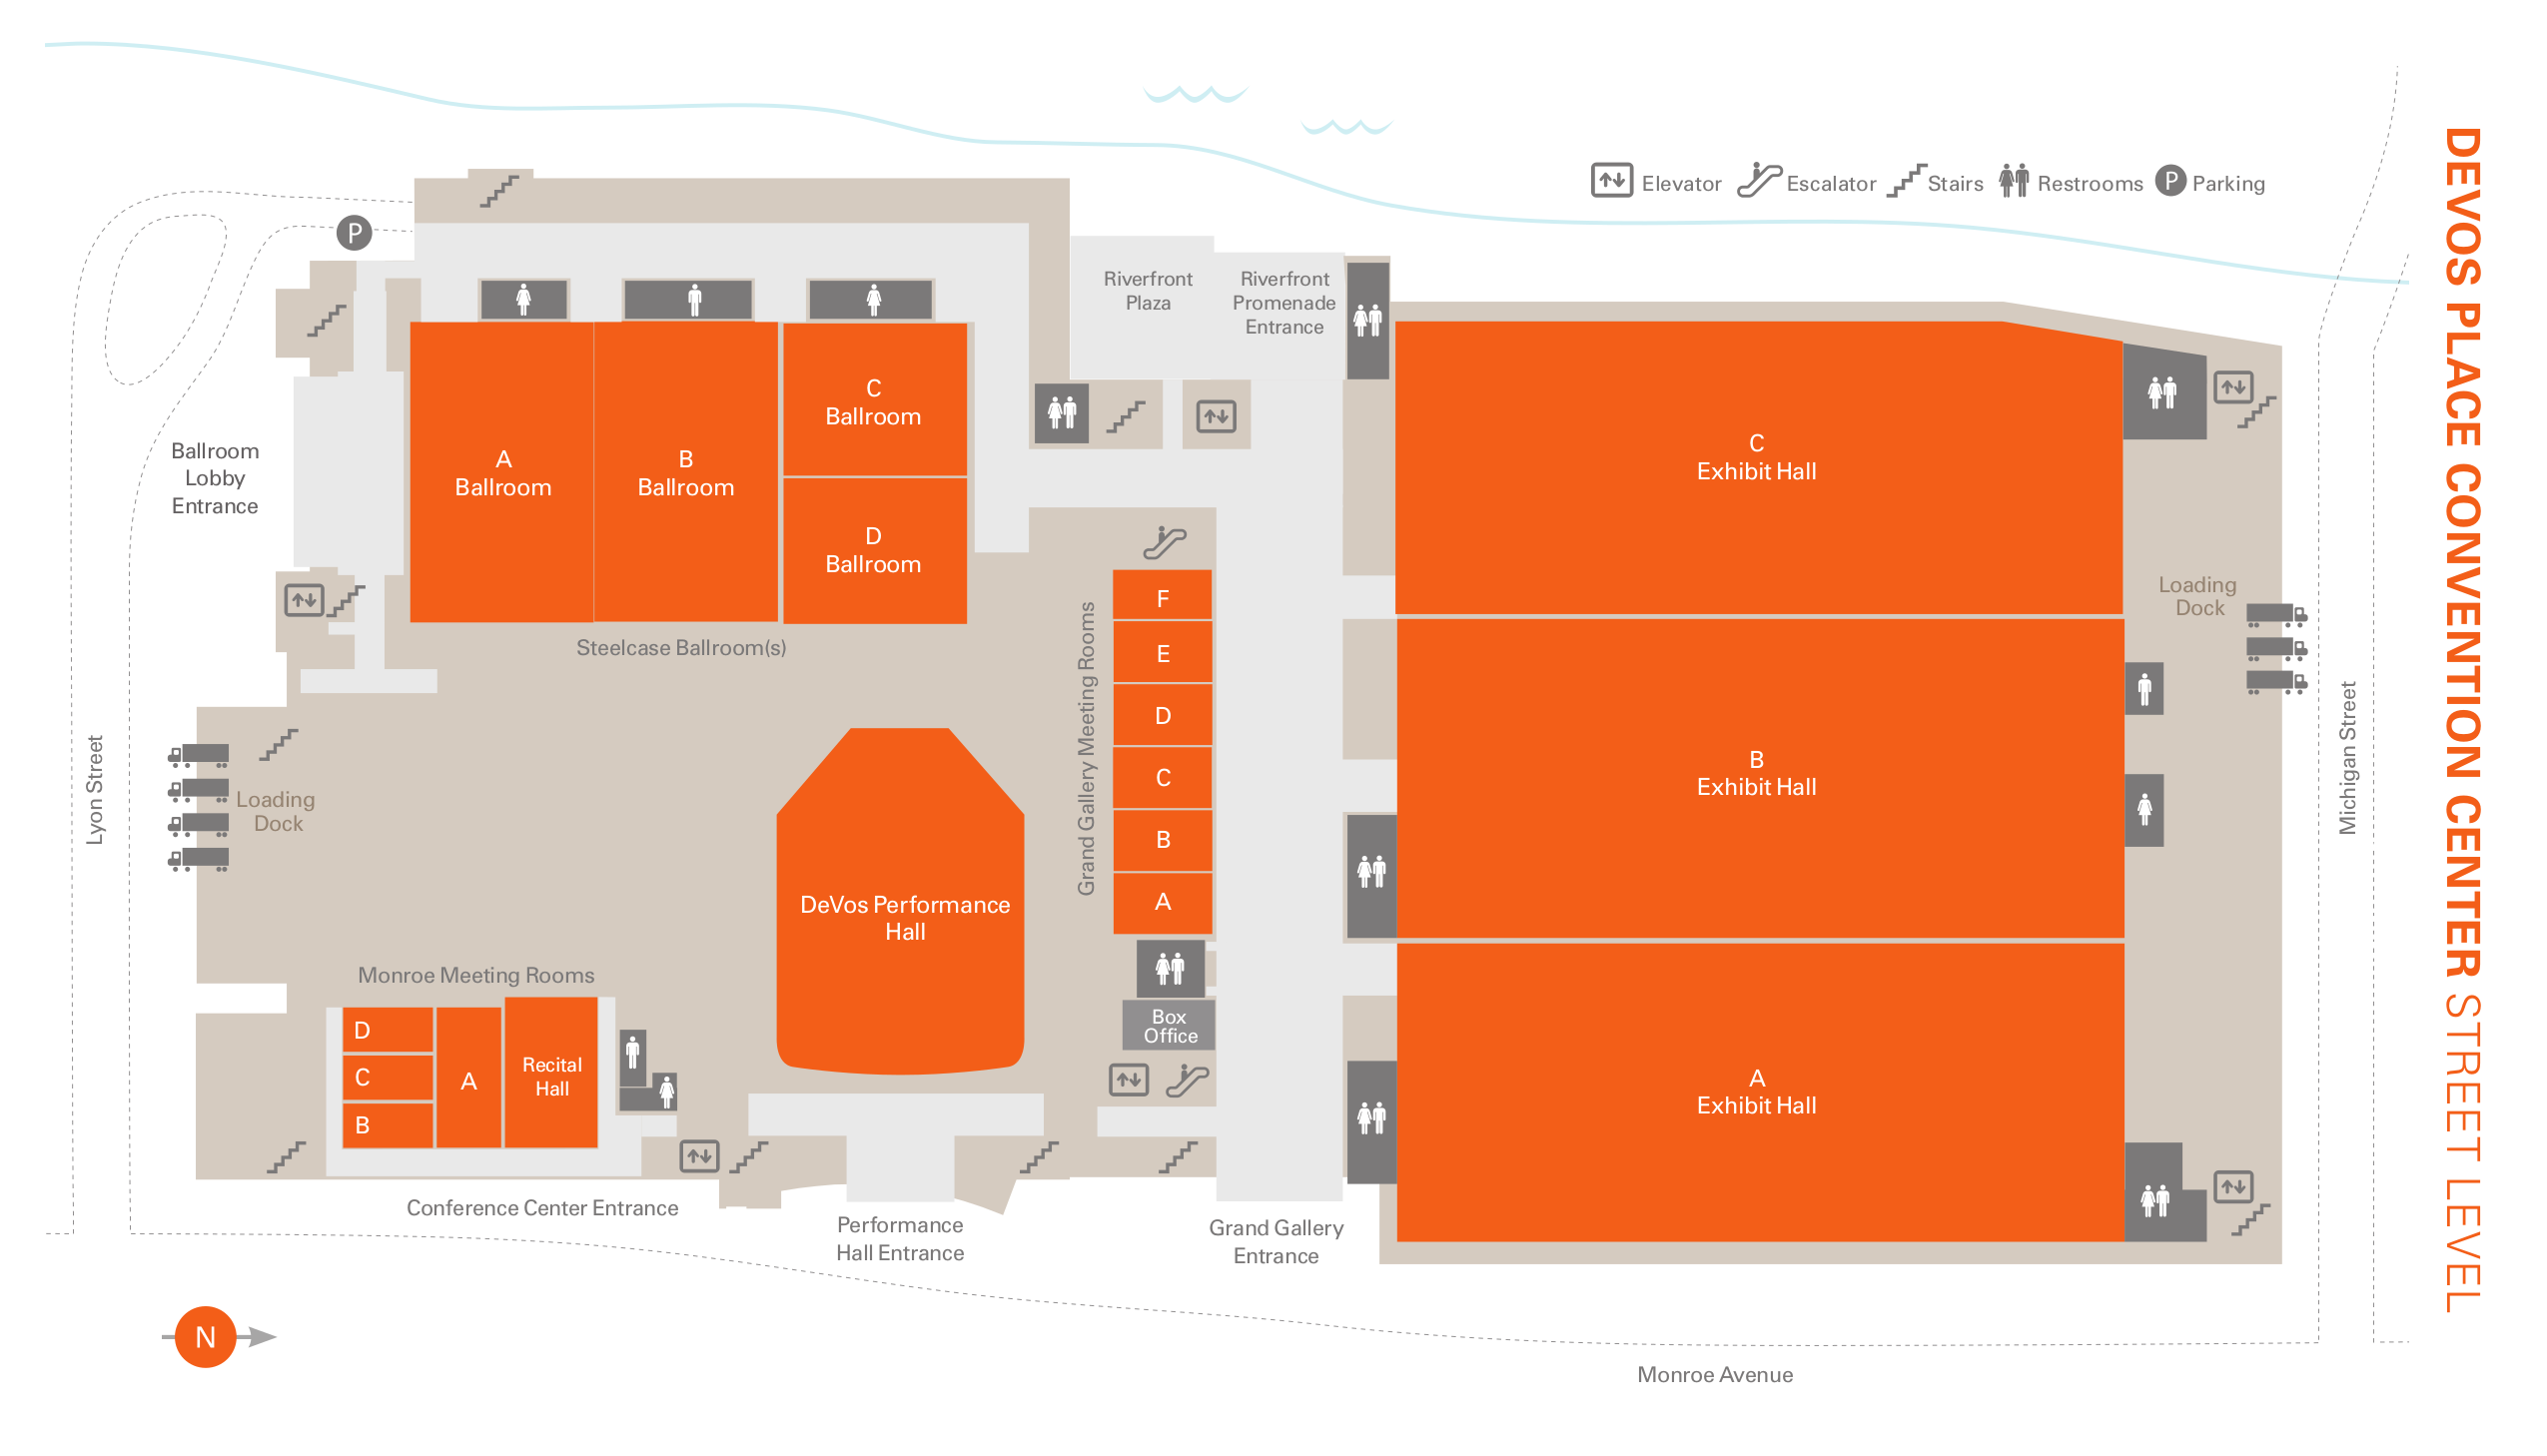 DEVOS PLACE CONVENTION CENTER STREET LEVEL
Elevator
Escalator
Stairs
Restrooms
P
Parking
P
Riverfront
Plaza
Riverfront
Promenade
Entrance
Ballroom
Lobby
Entrance
A
Ballroom
B
Ballroom
C
Ballroom
D
Ballroom
Steelcase Ballroom(s)
C
Exhibit Hall
B
Exhibit Hall
A
Exhibit Hall
Loading
Dock
Michigan Street
Grand Gallery Meeting Rooms
F
E
D
C
B
A
Box
Office
DeVos Performance
Hall
Lyon Street
Loading
Dock
Monroe Meeting Rooms
D
C
B
A
Recital
Hall
Conference Center Entrance
Performance
Hall Entrance
Grand Gallery
Entrance
N
Monroe Avenue